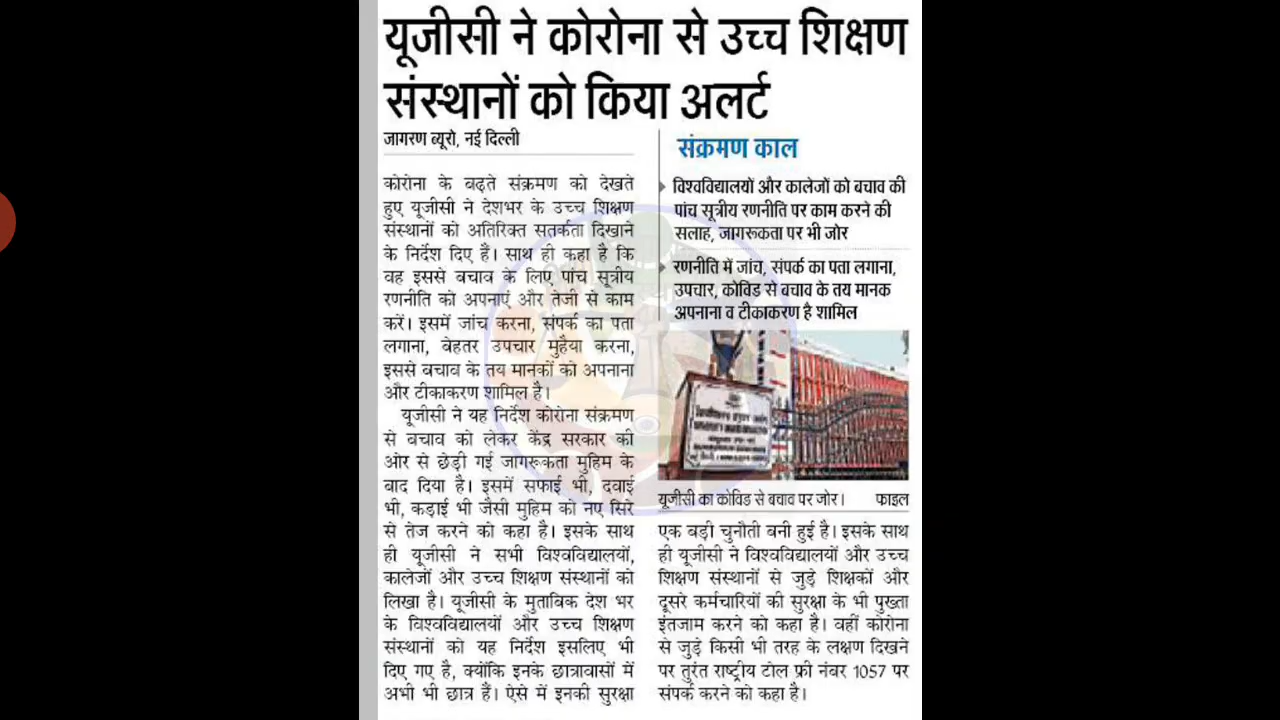 यूजीसी ने कोरोना से उच्च शिक्षण
संस्थानों को किया अलर्ट
जागरण ब्यूरो, नई दिल्ली
कोरोना के बढ़ते संक्रमण को देखते
हुए यूजीसी ने देशभर के उच्च शिक्षण
संस्थानों को अतिरिक्त सतर्कता दिखाने
के निर्देश दिए हैं। साथ ही कहा है कि
वह इससे बचाव के लिए पांच सूत्रीय
रणनीति को अपनाएं और तेजी से काम
करें। इसमें जांच करना, संपर्क का पता
लगाना, बेहतर उपचार मुहैया करना,
इससे बचाव के तय मानकों को अपनाना
और टीकाकरण शामिल है।
यूजीसी ने यह निर्देश कोरोना संक्रमण
से बचाव को लेकर केंद्र सरकार की
ओर से छेड़ी गई जागरूकता मुहिम के
बाद दिया है। इसमें सफाई भी, दवाई
भी, कड़ाई भी जैसी मुहिम को नए सिरे
से तेज करने को कहा है। इसके साथ
ही यूजीसी ने सभी विश्वविद्यालयों,
कालेजों और उच्च शिक्षण संस्थानों को
लिखा है। यूजीसी के मुताबिक देश भर
के विश्वविद्यालयों और उच्च शिक्षण
संस्थानों को यह निर्देश इसलिए भी
दिए गए है, क्योंकि इनके छात्रावासों में
अभी भी छात्र हैं। ऐसे में इनकी सुरक्षा
संक्रमण काल
विश्वविद्यालयों और कालेजों को बचाव की
पांच सूत्रीय रणनीति पर काम करने की
सलाह, जागरूकता पर भी जोर
रणनीति में जांच, संपर्क का पता लगाना,
उपचार, कोविड से बचाव के तय मानक
अपनाना व टीकाकरण है शामिल
यूजीसी का कोविड से बचाव पर जोर। फाइल
एक बड़ी चुनौती बनी हुई है। इसके साथ
ही यूजीसी ने विश्वविद्यालयों और उच्च
शिक्षण संस्थानों से जुड़े शिक्षकों और
दूसरे कर्मचारियों की सुरक्षा के भी पुख्ता
इंतजाम करने को कहा है। वहीं कोरोना
से जुड़े किसी भी तरह के लक्षण दिखने
पर तुरंत राष्ट्रीय टोल फ्री नंबर 1057 पर
संपर्क करने को कहा है।